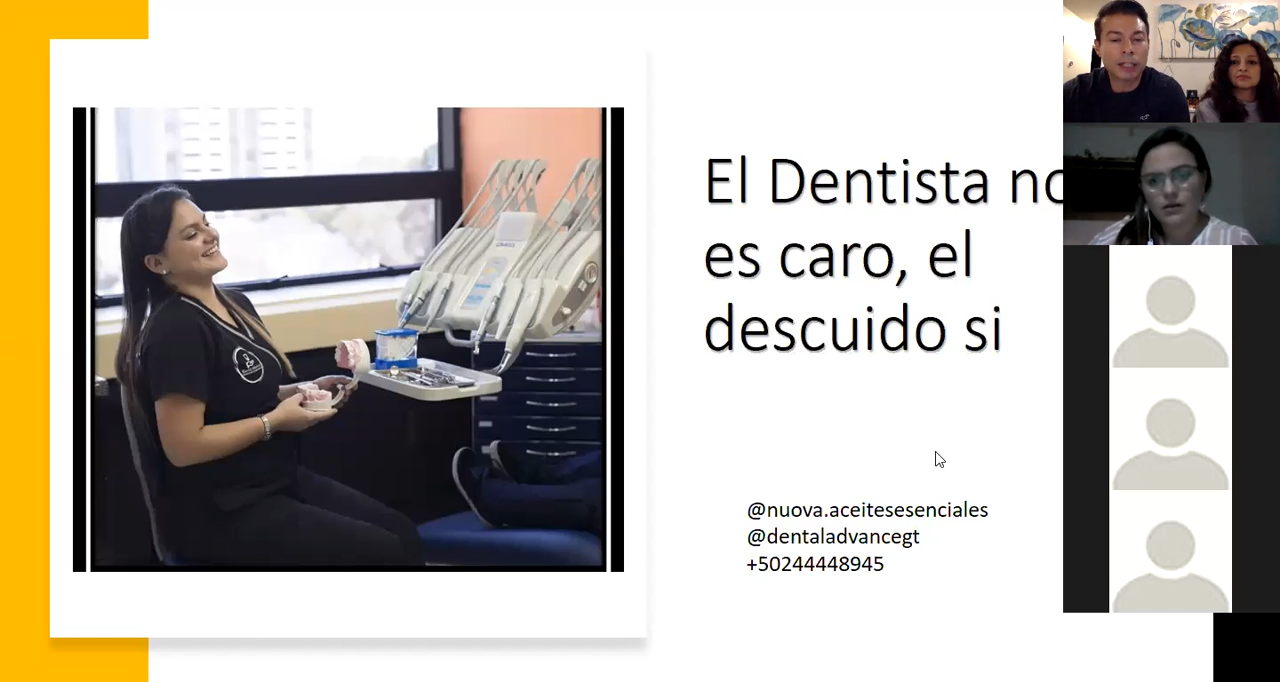 El Dentista no
es caro, el
descuido si
@nuova.aceitesesenciales
@dentaladvancegt
+50244448945